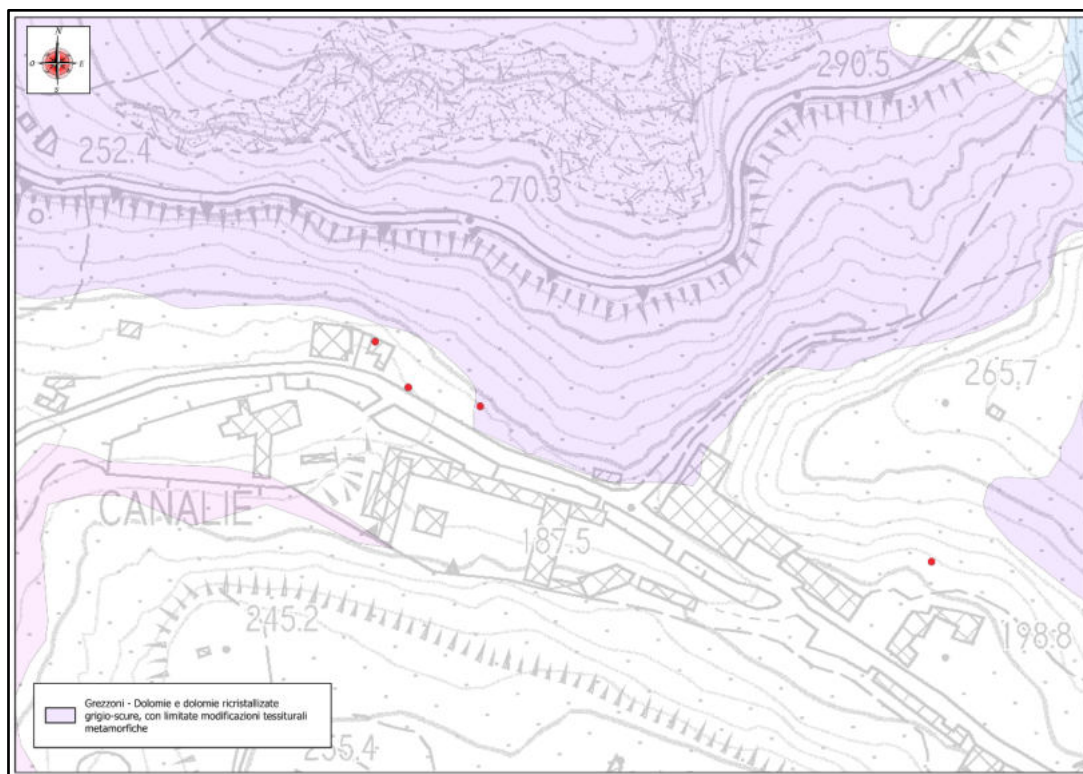 N
O E
S
290.5
252.4
270.3
265.7
CANALIE
187.5
245.2
198.8
Grezzoni - Dolomie e dolomie ricristallizate
grigio-scure, con limitate modificazioni tessiturali
metamorfiche
255.4